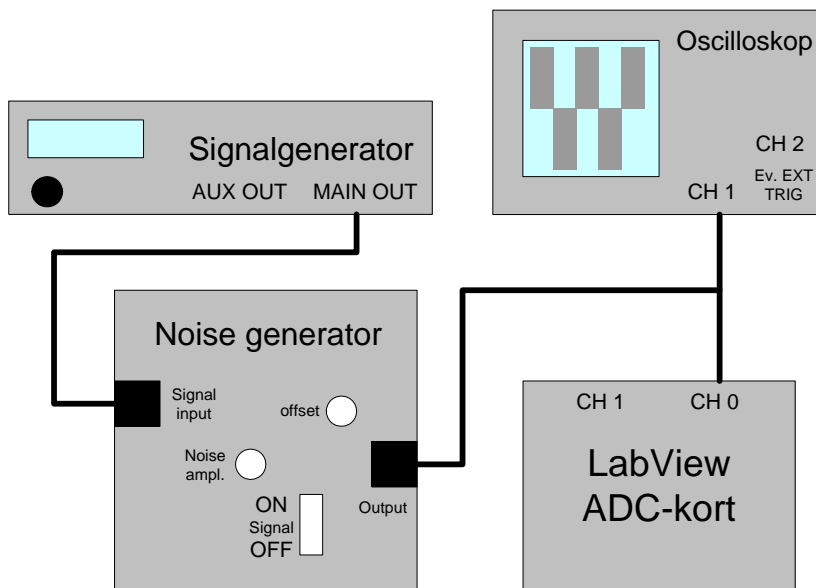 Oscilloskop
CH 2
Ev. EXT
TRIG
CH 1
Signalgenerator
AUX OUT
MAIN OUT
Noise generator
Signal
input
offset
Noise
ampl.
ON
Signal
OFF
Output
CH 1
CH 0
LabView
ADC-kort